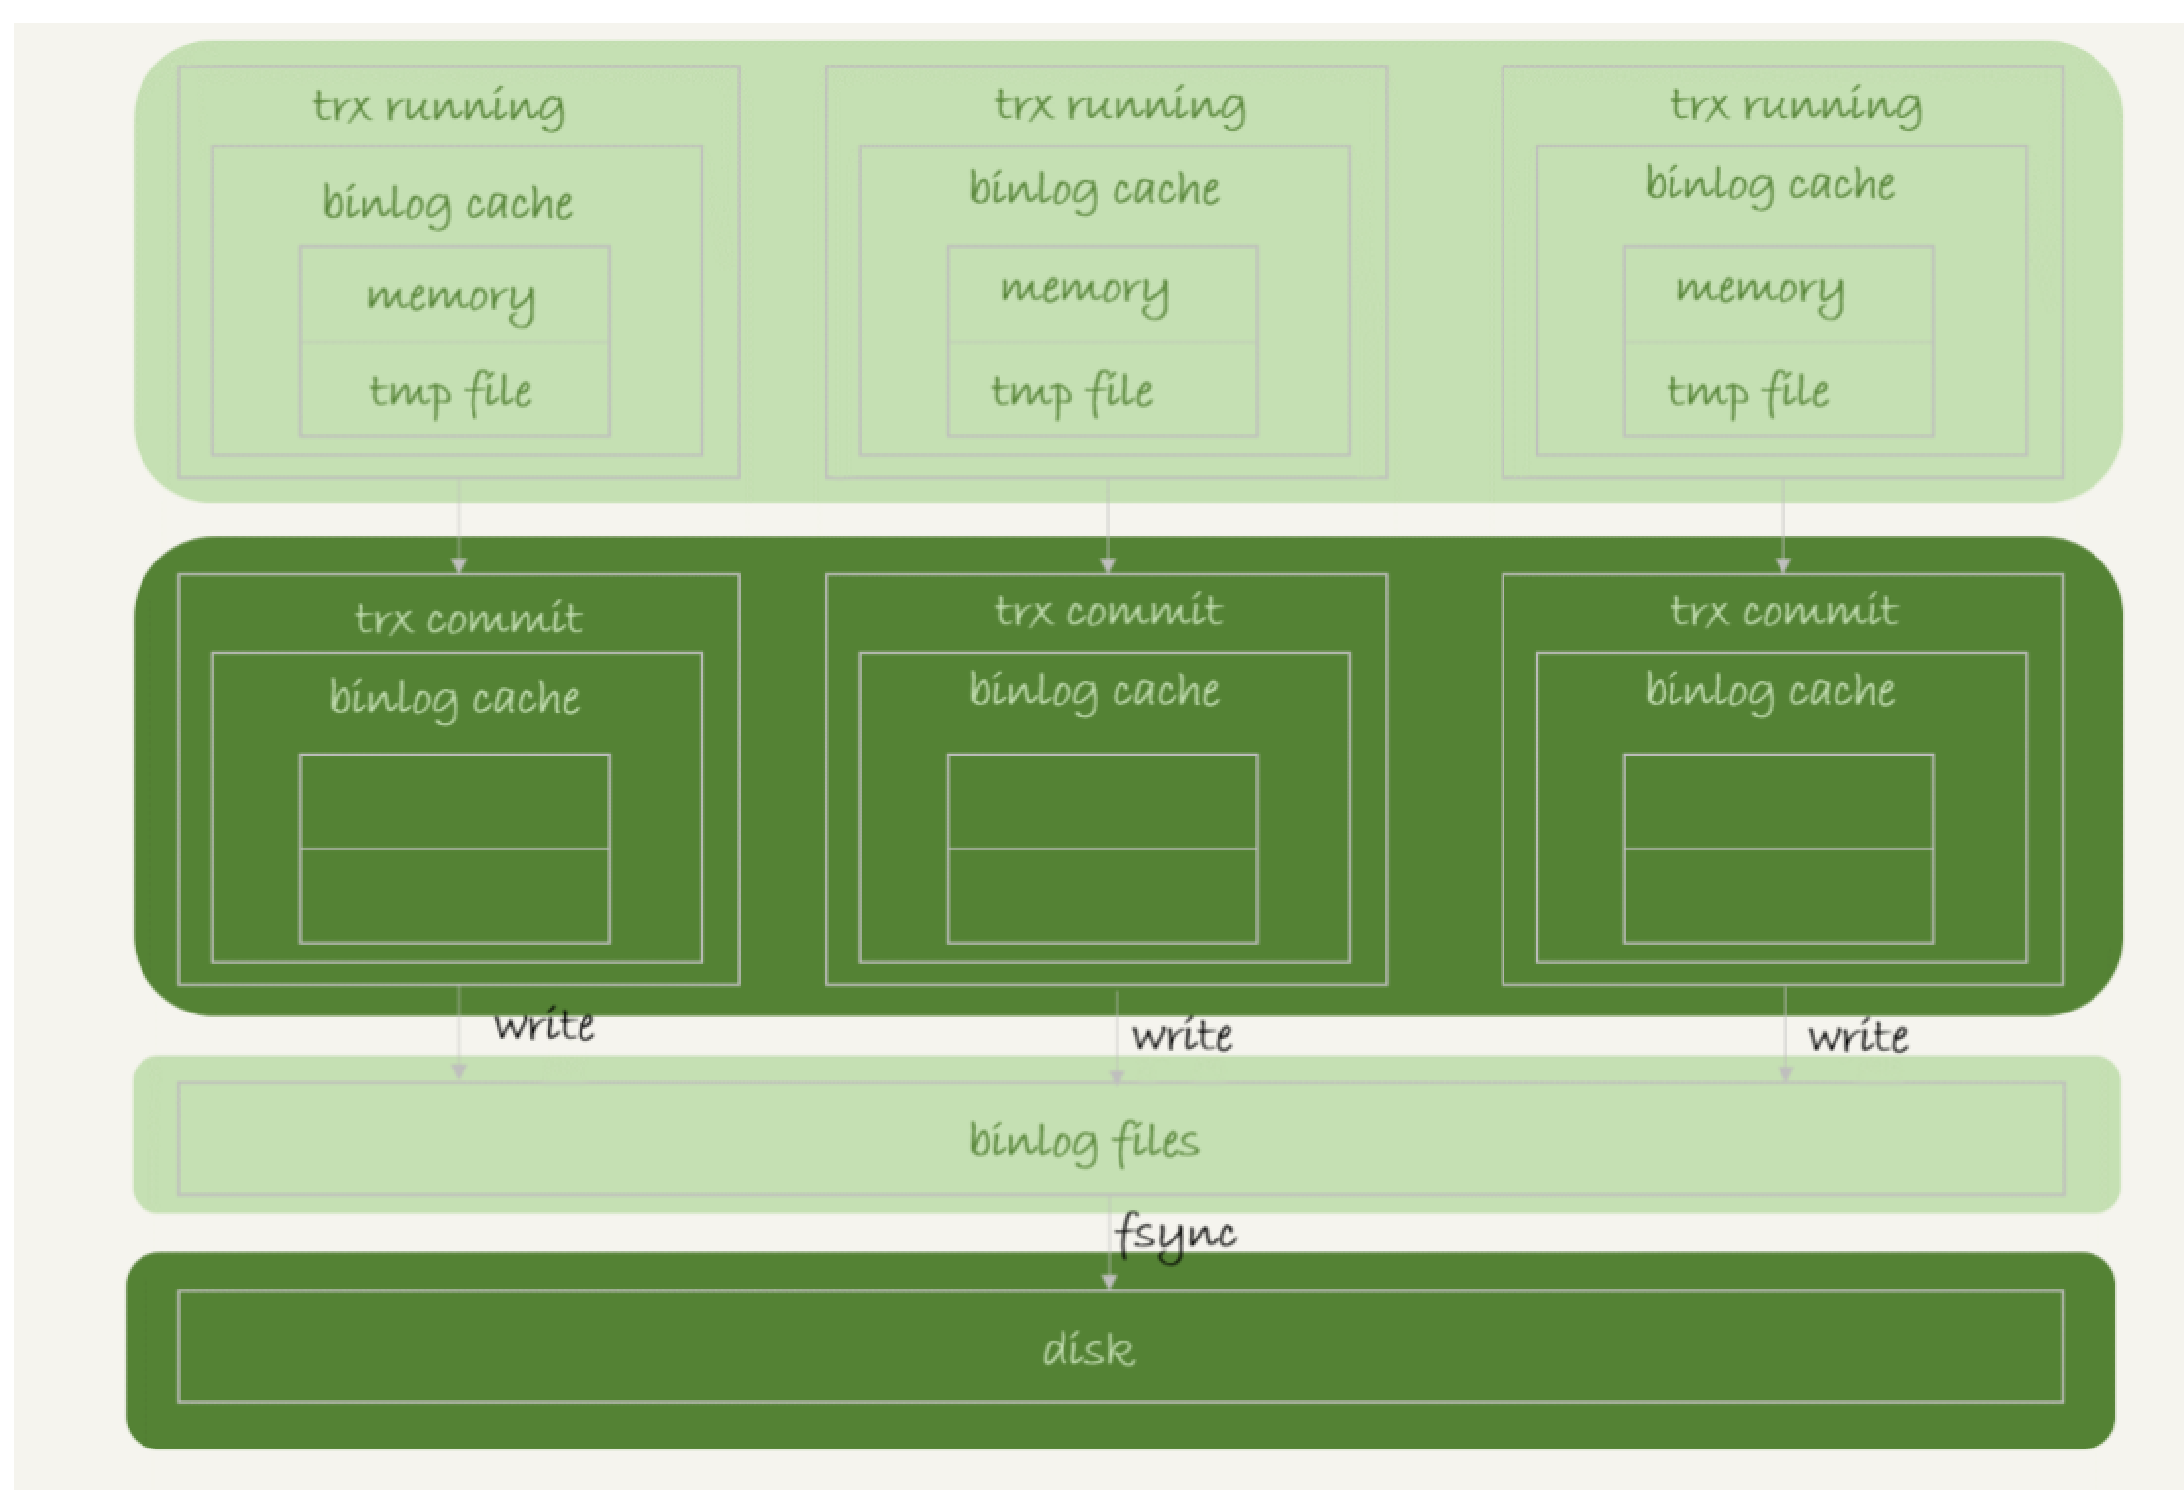 trx running
trx running
trx running
binlog cache
binlog cache
binlog cache
memory
memory
memory
tmp file
tmp file
tmp file
trx commit
trx commit
trx commit
binlog cache
binlog cache
binlog cache
write
write
write
binlog files
fsync
disk